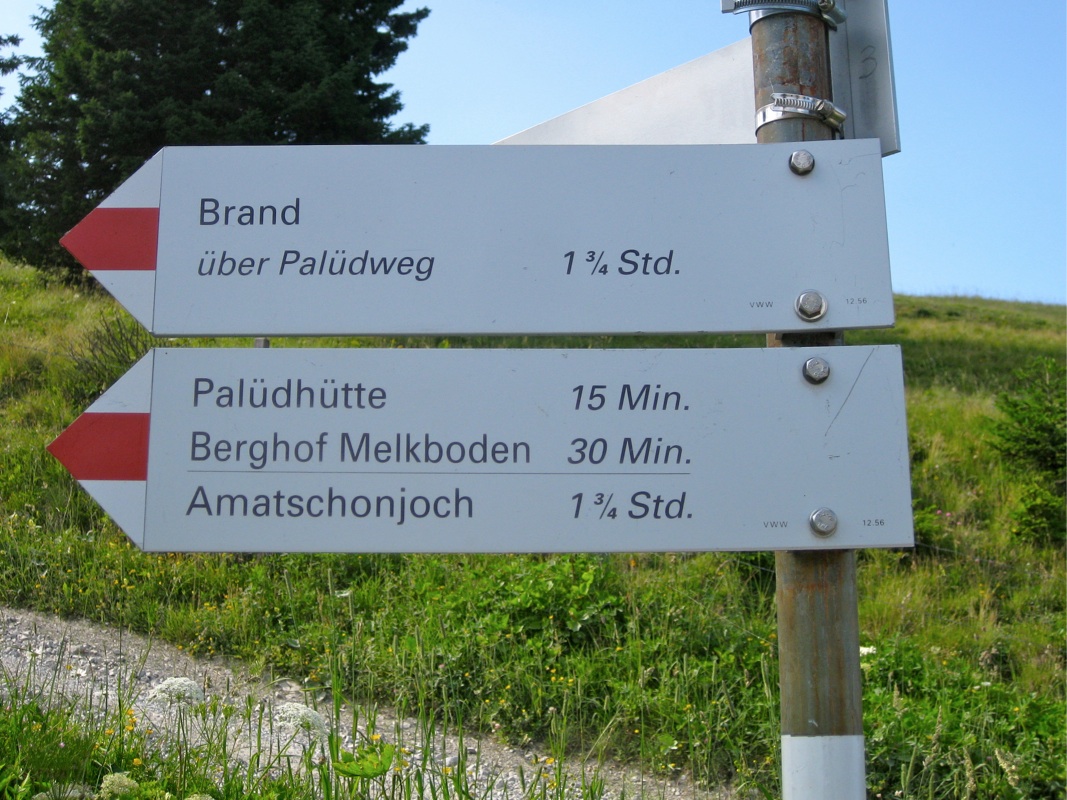 3
Brand
über Palüdweg 1 ¾ Std.
VWW 12.56
Palüdhütte 15 Min.
Berghof Melkboden 30 Min.
Amatschonjoch 1 ¾ Std.
VWW 12.56